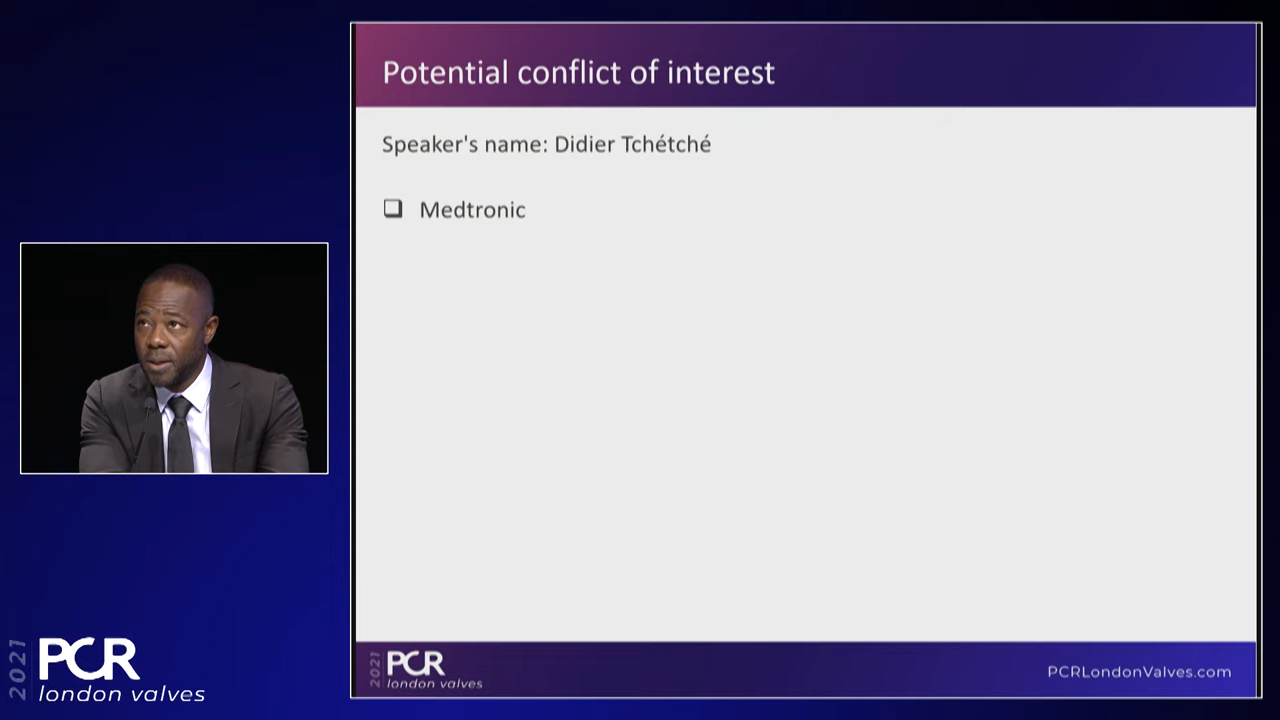 Potential conflict of interest
Speaker's name: Didier Tchétché
❑ Medtronic
2021
PCR
london valves
PCRLondonValves.com
2021
PCR
london valves